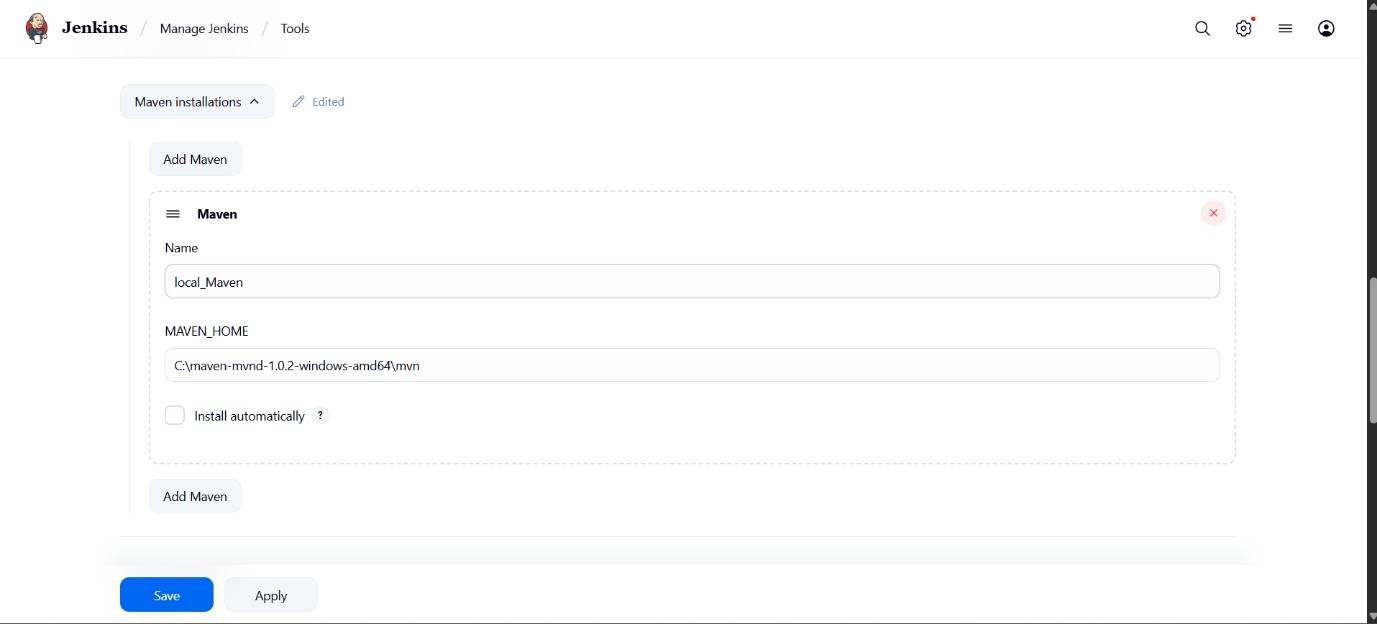 Jenkins / Manage Jenkins / Tools
Maven installations Edited
Add Maven
Maven
Name
local_Maven
MAVEN_HOME
C:\maven-mvnd-1.0.2-windows-amd64\mvn
Install automatically ?
Add Maven
Save Apply